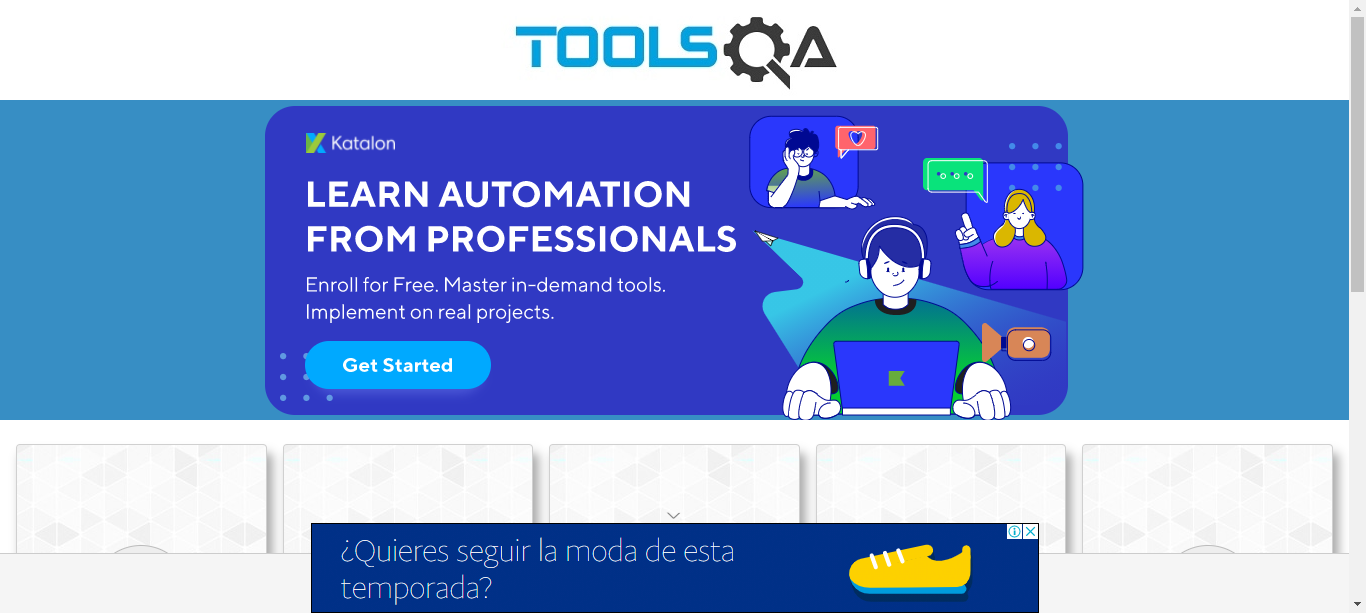 TOOLSQA
Katalon
LEARN AUTOMATION
FROM PROFESSIONALS
Enroll for Free. Master in-demand tools.
Implement on real projects.
Get Started
¿Quieres seguir la moda de esta
temporada?